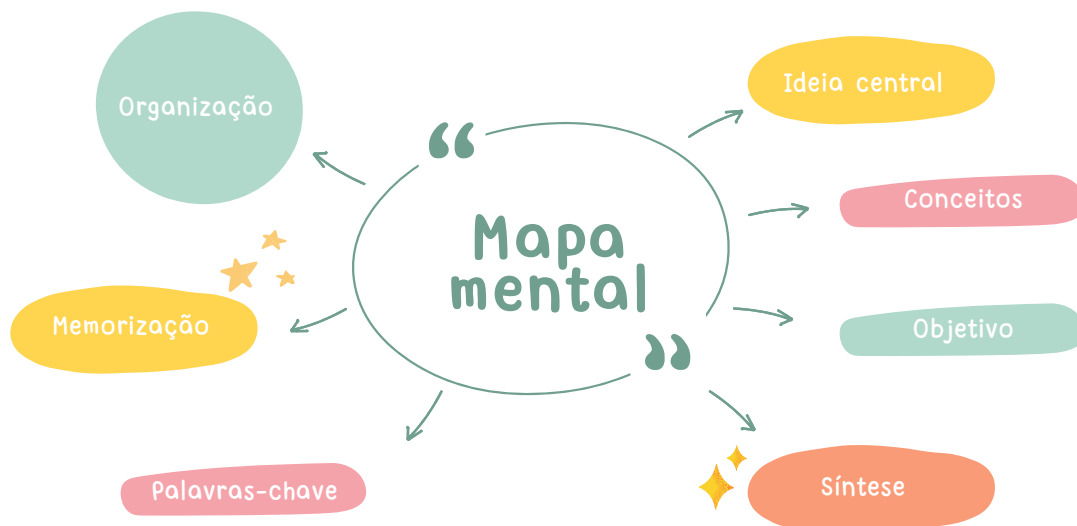 Organização
Ideia central
Conceitos
Mapa
mental
Memorização
Objetivo
Palavras-chave
Síntese